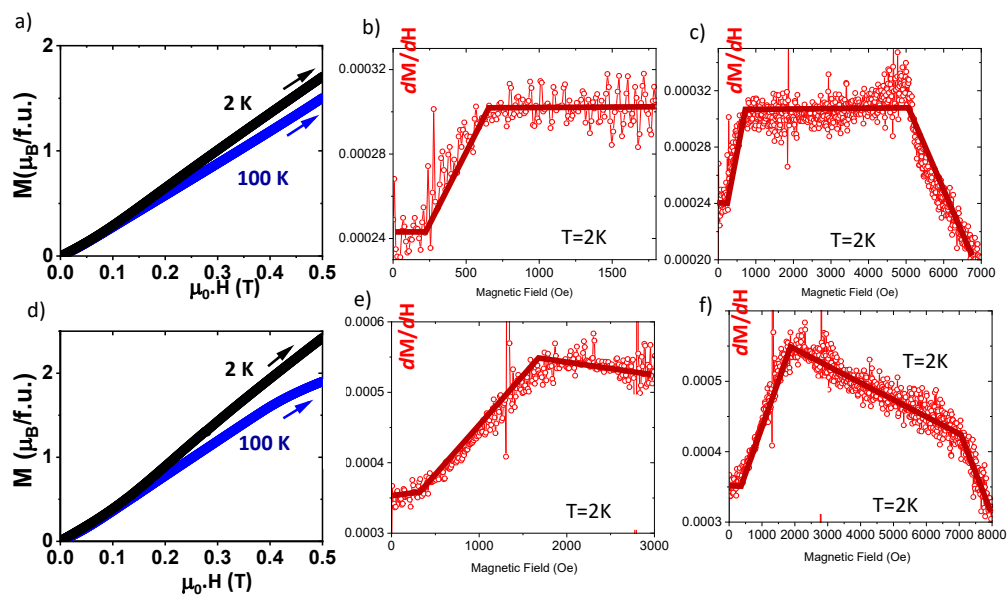 a)
M(μB/f.u.)
2
1
0
2 K
100 K
0.0 0.1 0.2 0.3 0.4 0.5
μ0.H (T)
b)
dM/dH
0.00032
0.00028
0.00024
T=2K
0 500 1000 1500
Magnetic Field (Oe)
c)
dM/dH
0.00032
0.00028
0.00024
0.00020
T=2K
0 1000 2000 3000 4000 5000 6000 7000
Magnetic Field (Oe)
d)
M (μB/f.u.)
2
1
0
2 K
100 K
0.0 0.1 0.2 0.3 0.4 0.5
μ0.H (T)
e)
dM/dH
0.0006
0.0005
0.0004
0.0003
T=2K
0 1000 2000 3000
Magnetic Field (Oe)
f)
dM/dH
0.0005
0.0004
0.0003
T=2K
T=2K
0 1000 2000 3000 4000 5000 6000 7000 8000
Magnetic Field (Oe)